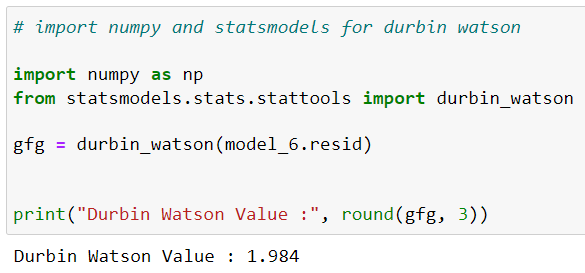 # import numpy and statsmodels for durbin watson
import numpy as np
from statsmodels.stats.stattools import durbin_watson
gfg = durbin_watson(model_6.resid)
print("Durbin Watson Value :", round(gfg, 3))
Durbin Watson Value : 1.984